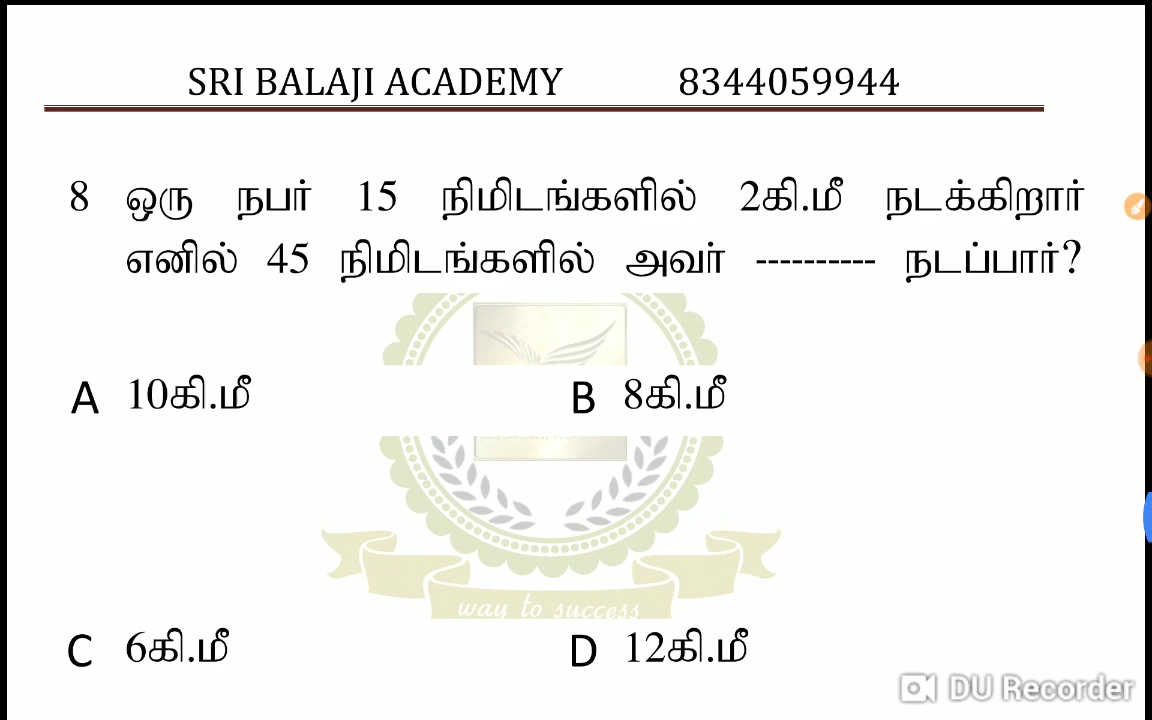 SRI BALAJI ACADEMY 8344059944
8 ஒரு நபர் 15 நிமிடங்களில் 2கி.மீ நடக்கிறார்
எனில் 45 நிமிடங்களில் அவர் ---------- நடப்பார்?
A 10கி.மீ B 8கி.மீ
way to success
C 6கி.மீ D 12கி.மீ
DU Recorder